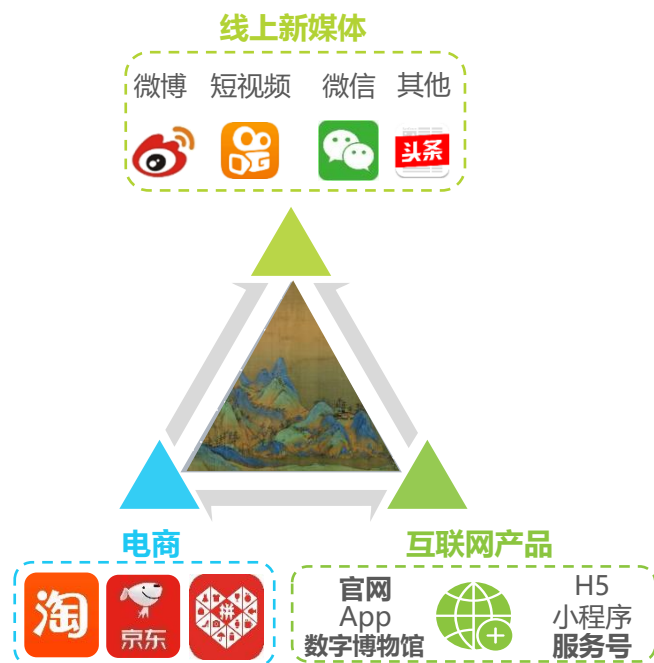 线上新媒体
微博 短视频 微信 其他
头条
电商
互联网产品
淘
京东
拼
官网
App
数字博物馆
H5
小程序
服务号